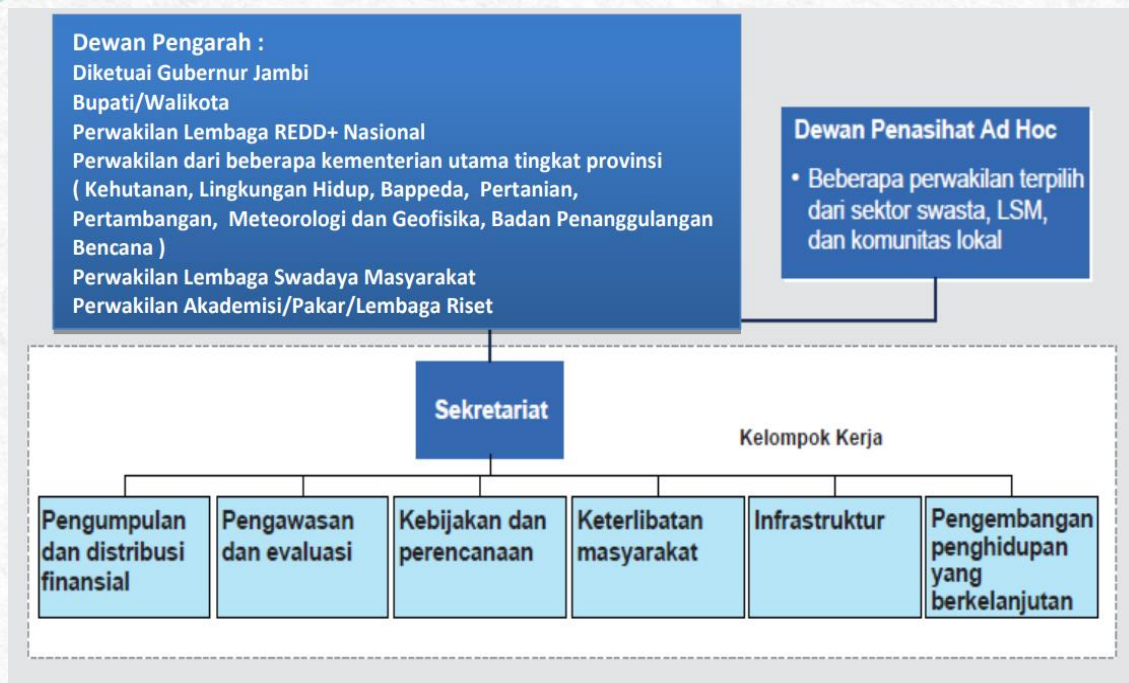 Dewan Pengarah :
Diketuai Gubernur Jambi
Bupati/Walikota
Perwakilan Lembaga REDD+ Nasional
Perwakilan dari beberapa kementerian utama tingkat provinsi
( Kehutanan, Lingkungan Hidup, Bappeda, Pertanian,
Pertambangan, Meteorologi dan Geofisika, Badan Penanggulangan
Bencana )
Perwakilan Lembaga Swadaya Masyarakat
Perwakilan Akademisi/Pakar/Lembaga Riset
Dewan Penasihat Ad Hoc
• Beberapa perwakilan terpilih
dari sektor swasta, LSM,
dan komunitas lokal
Sekretariat
Kelompok Kerja
Pengumpulan
dan distribusi
finansial
Pengawasan
dan evaluasi
Kebijakan dan
perencanaan
Keterlibatan
masyarakat
Infrastruktur
Pengembangan
penghidupan
yang
berkelanjutan